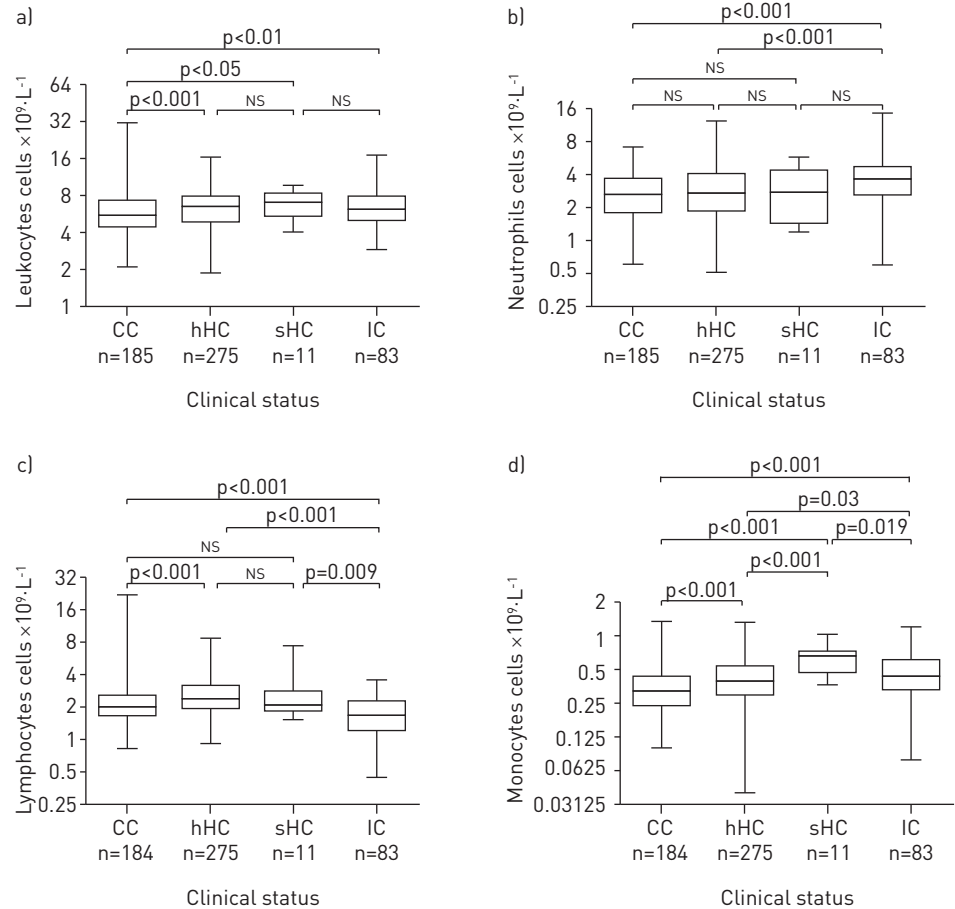 a)
p<0.01
p<0.05
p<0.001 NS NS
Leukocytes cells ×10⁹·L⁻¹
64
32
16
8
4
2
1
CC hHC sHC IC
n=185 n=275 n=11 n=83
Clinical status
b)
p<0.001
p<0.001
NS
NS NS NS
Neutrophils cells ×10⁹·L⁻¹
16
8
4
2
1
0.5
0.25
CC hHC sHC IC
n=185 n=275 n=11 n=83
Clinical status
c)
p<0.001
p<0.001
NS
p<0.001 NS p=0.009
Lymphocytes cells ×10⁹·L⁻¹
32
16
8
4
2
1
0.5
0.25
CC hHC sHC IC
n=184 n=275 n=11 n=83
Clinical status
d)
p<0.001
p=0.03
p<0.001 p=0.019
p<0.001
p<0.001
Monocytes cells ×10⁹·L⁻¹
2
1
0.5
0.25
0.125
0.0625
0.03125
CC hHC sHC IC
n=184 n=275 n=11 n=83
Clinical status